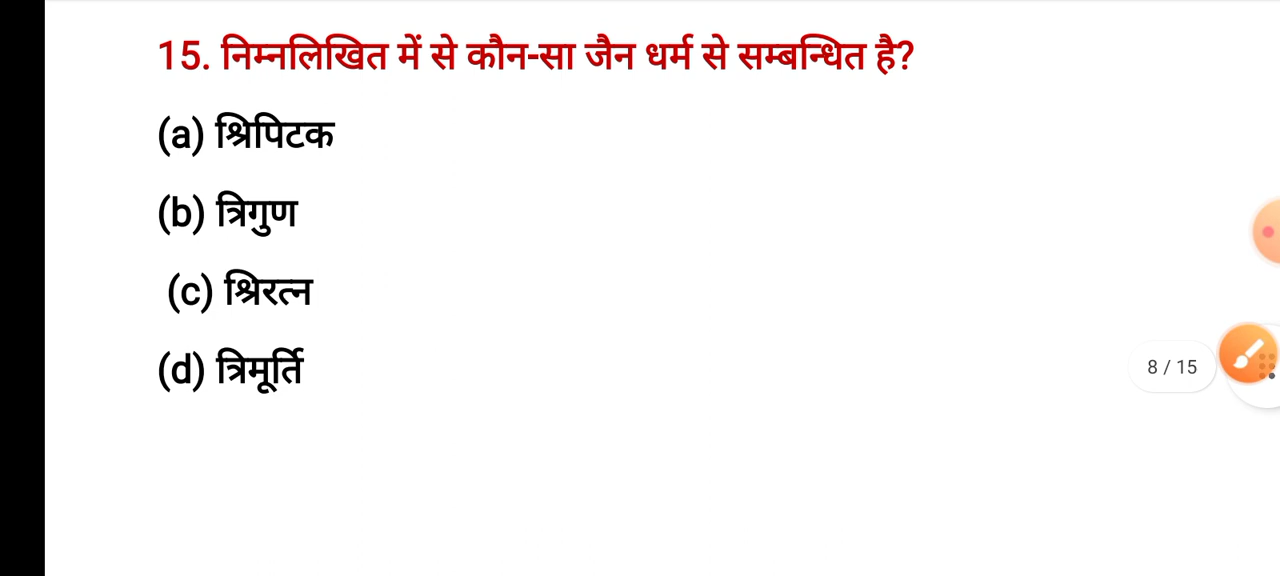 15. निम्नलिखित में से कौन-सा जैन धर्म से सम्बन्धित है?
(a) श्रिपिटक
(b) त्रिगुण
(c) श्रिरत्न
(d) त्रिमूर्ति
8 / 15